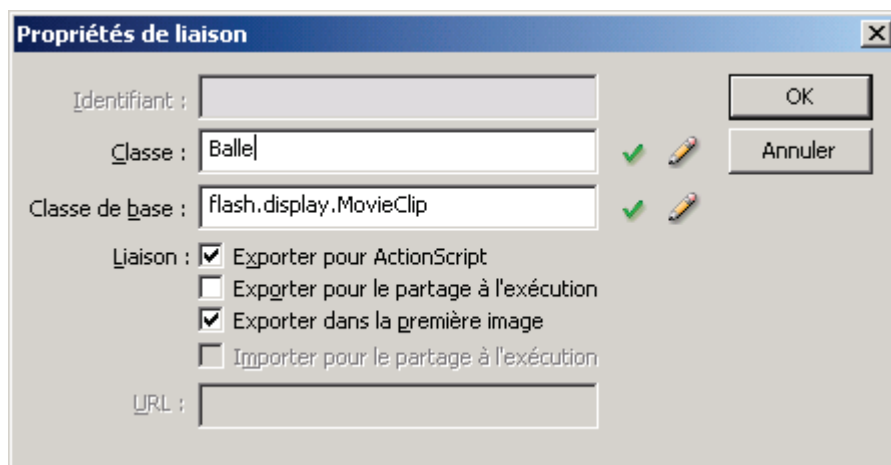 Propriétés de liaison
Identifiant :
OK
Classe : Balle
Annuler
Classe de base : flash.display.MovieClip
Liaison : Exporter pour ActionScript
Exporter pour le partage à l'exécution
Exporter dans la première image
Importer pour le partage à l'exécution
URL :